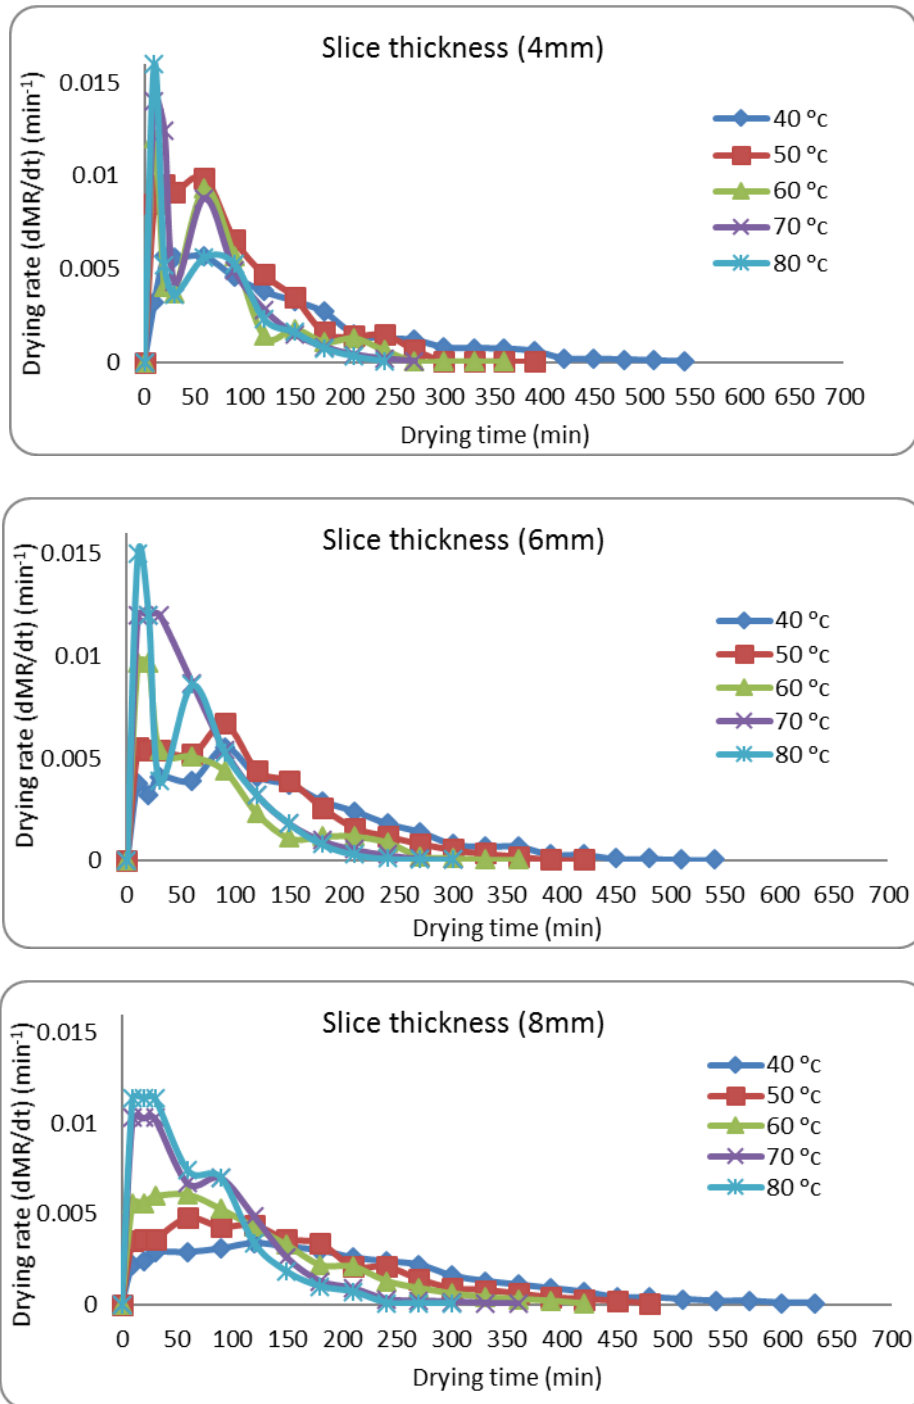 Slice thickness (4mm)
Drying rate (dMR/dt) (min-1)
0.015
0.01
0.005
0
40 °c
50 °c
60 °c
70 °c
80 °c
0 50 100 150 200 250 300 350 400 450 500 550 600 650 700
Drying time (min)
Slice thickness (6mm)
Drying rate (dMR/dt) (min-1)
0.015
0.01
0.005
0
40 °c
50 °c
60 °c
70 °c
80 °c
0 50 100 150 200 250 300 350 400 450 500 550 600 650 700
Drying time (min)
Slice thickness (8mm)
Drying rate (dMR/dt) (min-1)
0.015
0.01
0.005
0
40 °c
50 °c
60 °c
70 °c
80 °c
0 50 100 150 200 250 300 350 400 450 500 550 600 650 700
Drying time (min)